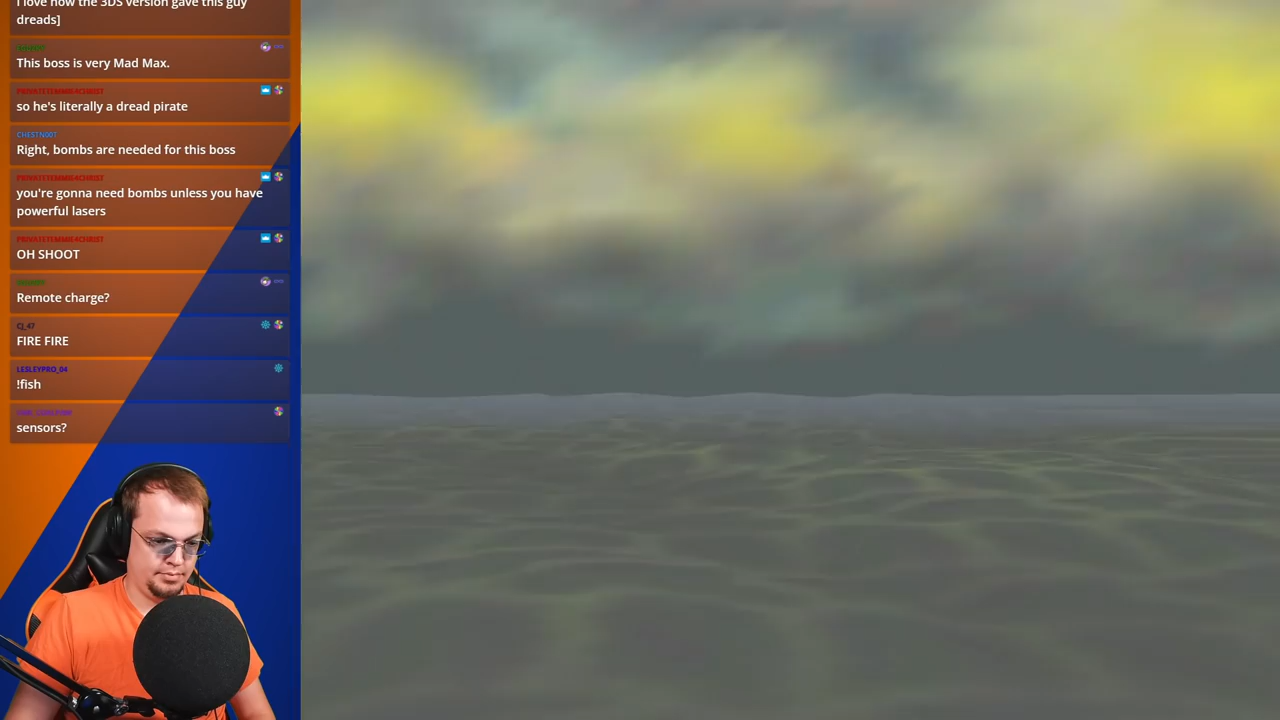 I love how the 3DS version gave this guy
dreads]
This boss is very Mad Max.
so he's literally a dread pirate
CHESTN00T
Right, bombs are needed for this boss
you're gonna need bombs unless you have
powerful lasers
OH SHOOT
Remote charge?
CJ_47
FIRE FIRE
LESLEYPRO_04
!fish
sensors?